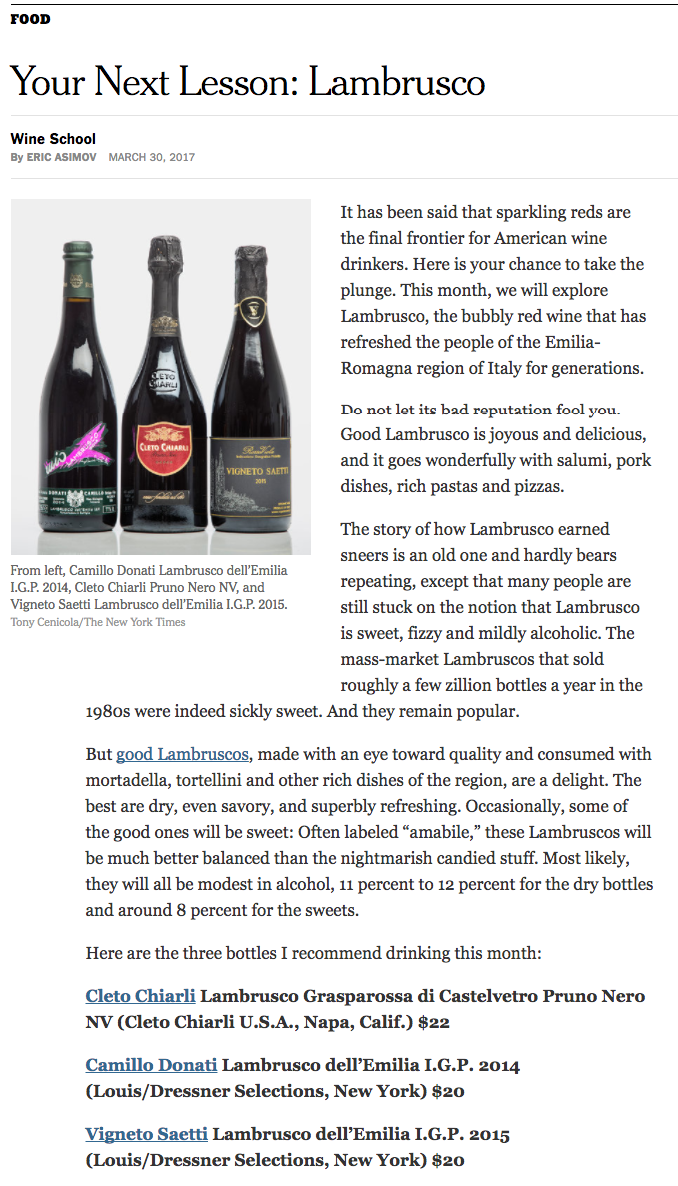 FOOD
Your Next Lesson: Lambrusco
Wine School
By ERIC ASIMOV MARCH 30, 2017
LAMBRUSCO
DONATI CAMILLO
CLETO
CHIARLI
CLETO CHIARLI
VIGNETO SAETTI
2015
From left, Camillo Donati Lambrusco dell’Emilia
I.G.P. 2014, Cleto Chiarli Pruno Nero NV, and
Vigneto Saetti Lambrusco dell’Emilia I.G.P. 2015.
Tony Cenicola/The New York Times
It has been said that sparkling reds are
the final frontier for American wine
drinkers. Here is your chance to take the
plunge. This month, we will explore
Lambrusco, the bubbly red wine that has
refreshed the people of the Emilia-
Romagna region of Italy for generations.
Do not let its bad reputation fool you.
Good Lambrusco is joyous and delicious,
and it goes wonderfully with salumi, pork
dishes, rich pastas and pizzas.
The story of how Lambrusco earned
sneers is an old one and hardly bears
repeating, except that many people are
still stuck on the notion that Lambrusco
is sweet, fizzy and mildly alcoholic. The
mass-market Lambruscos that sold
roughly a few zillion bottles a year in the
1980s were indeed sickly sweet. And they remain popular.
But good Lambruscos, made with an eye toward quality and consumed with
mortadella, tortellini and other rich dishes of the region, are a delight. The
best are dry, even savory, and superbly refreshing. Occasionally, some of
the good ones will be sweet: Often labeled “amabile,” these Lambruscos will
be much better balanced than the nightmarish candied stuff. Most likely,
they will all be modest in alcohol, 11 percent to 12 percent for the dry bottles
and around 8 percent for the sweets.
Here are the three bottles I recommend drinking this month:
Cleto Chiarli Lambrusco Grasparossa di Castelvetro Pruno Nero
NV (Cleto Chiarli U.S.A., Napa, Calif.) $22
Camillo Donati Lambrusco dell’Emilia I.G.P. 2014
(Louis/Dressner Selections, New York) $20
Vigneto Saetti Lambrusco dell’Emilia I.G.P. 2015
(Louis/Dressner Selections, New York) $20